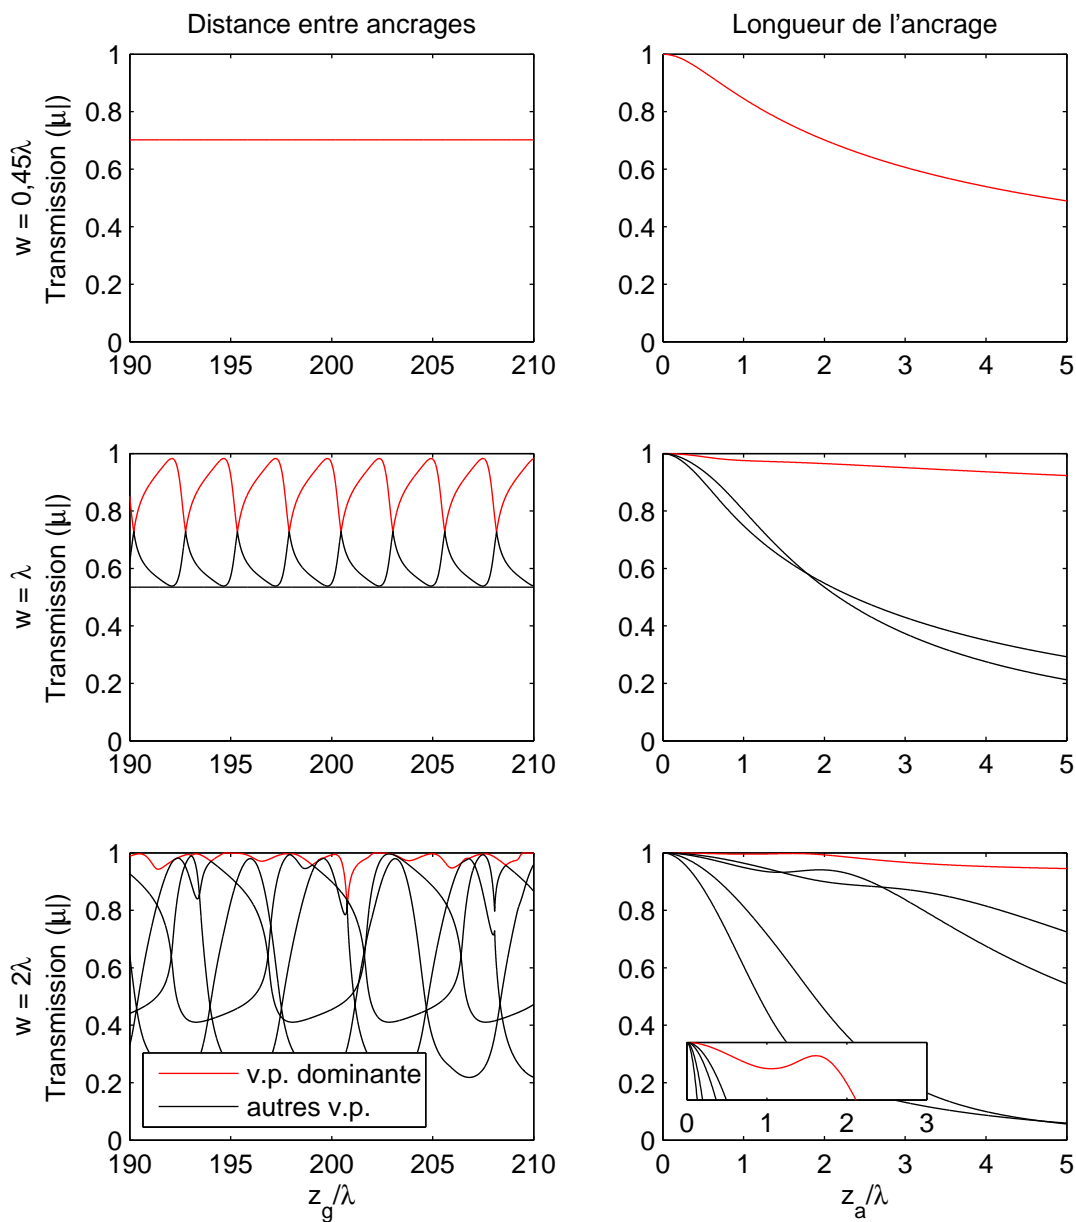 Distance entre ancrages
Longueur de l'ancrage
w = 0,45λ
Transmission (|μ|)
1
0.8
0.6
0.4
0.2
0
190 195 200 205 210
1
0.8
0.6
0.4
0.2
0
0 1 2 3 4 5
w = λ
Transmission (|μ|)
1
0.8
0.6
0.4
0.2
0
190 195 200 205 210
1
0.8
0.6
0.4
0.2
0
0 1 2 3 4 5
w = 2λ
Transmission (|μ|)
1
0.8
0.6
0.4
0.2
0
v.p. dominante
autres v.p.
190 195 200 205 210
z_g/λ
1
0.8
0.6
0.4
0.2
0
0 1 2 3
0 1 2 3 4 5
z_a/λ